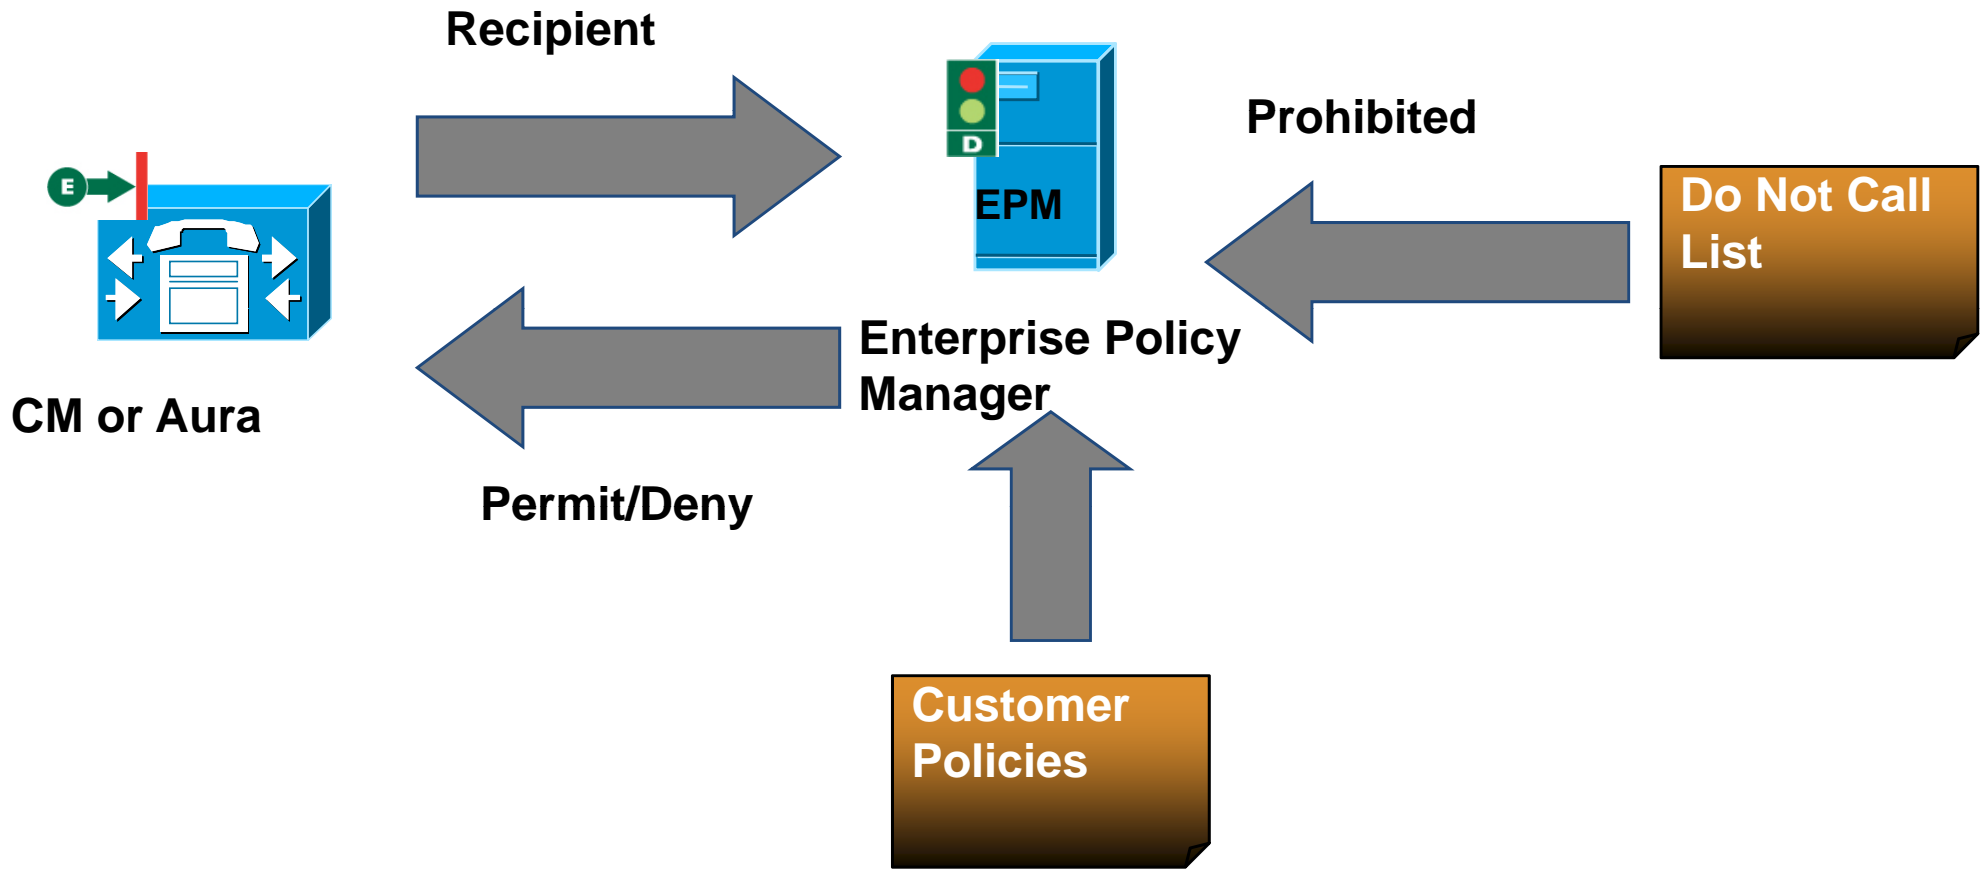 Recipient
Prohibited
D
E
Do Not Call
List
EPM
Enterprise Policy
Manager
CM or Aura
Permit/Deny
Customer
Policies